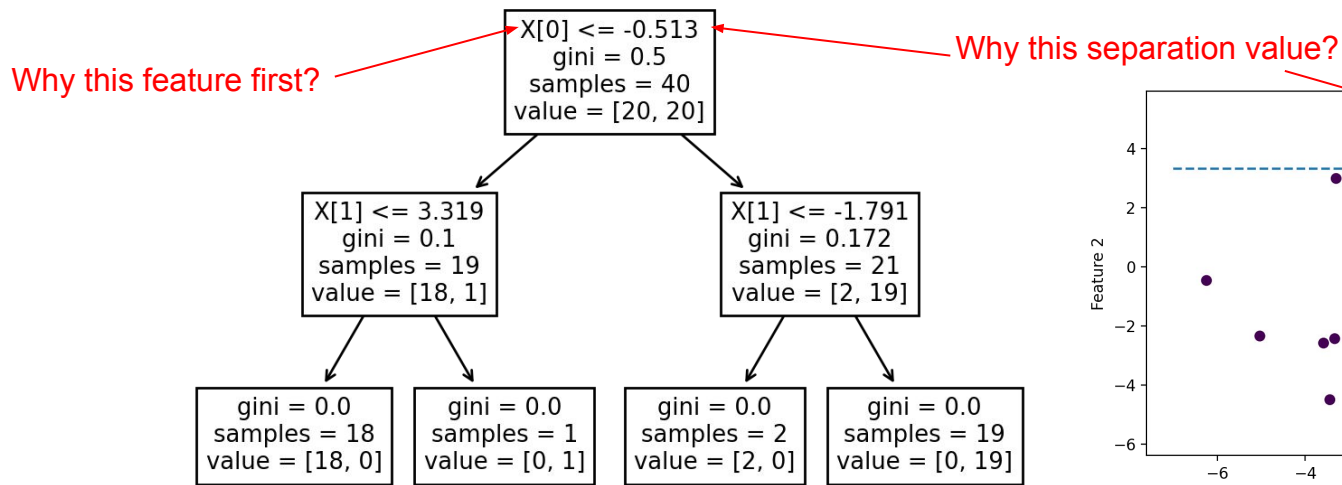 Why this feature first?
X[0] <= -0.513
gini = 0.5
samples = 40
value = [20, 20]
Why this separation value?
X[1] <= 3.319
gini = 0.1
samples = 19
value = [18, 1]
X[1] <= -1.791
gini = 0.172
samples = 21
value = [2, 19]
gini = 0.0
samples = 18
value = [18, 0]
gini = 0.0
samples = 1
value = [0, 1]
gini = 0.0
samples = 2
value = [2, 0]
gini = 0.0
samples = 19
value = [0, 19]
Feature 2
4
2
0
−2
−4
−6
−6
−4